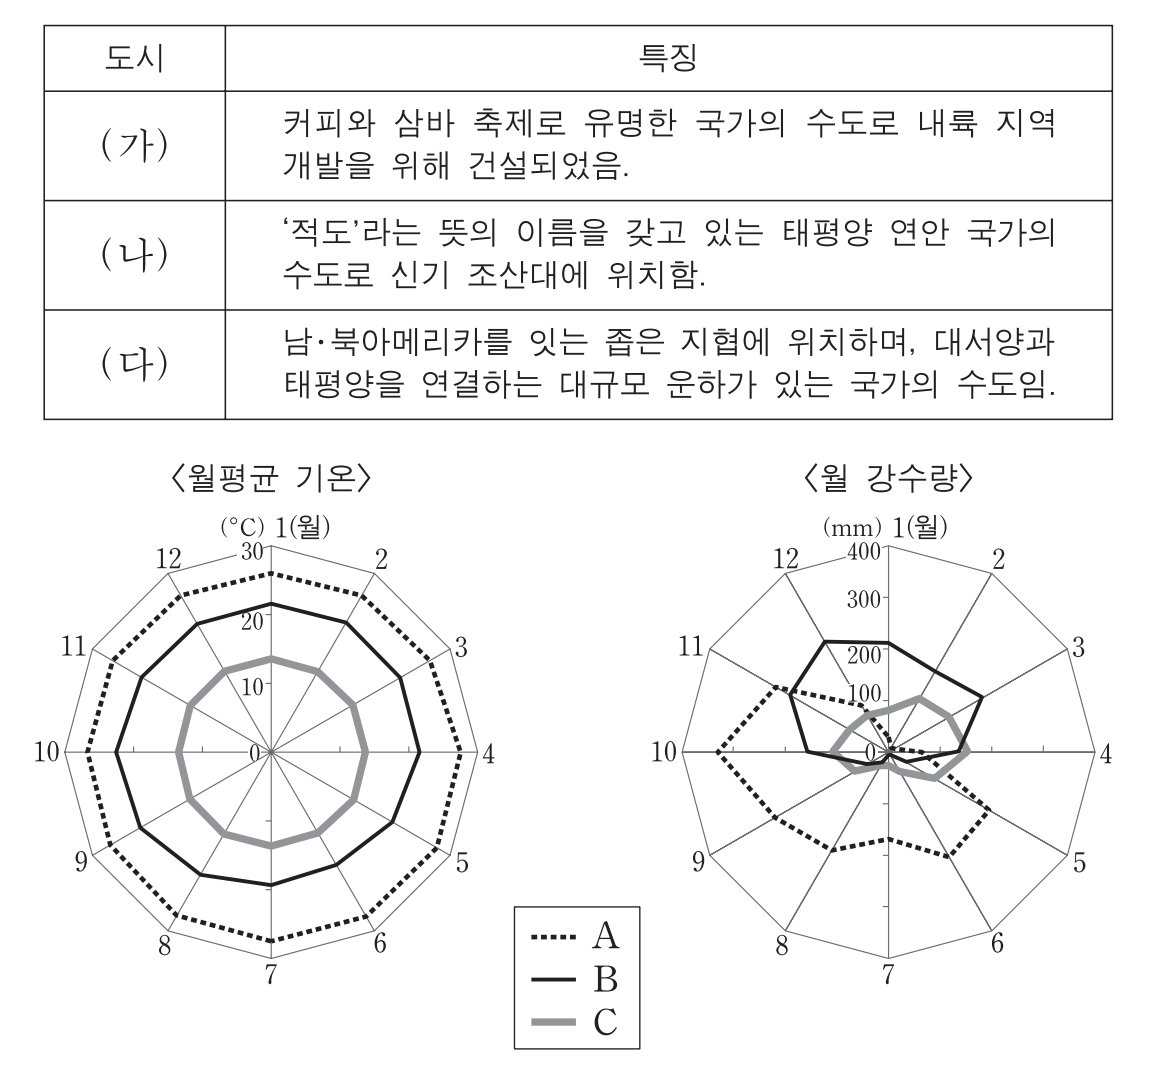 도시 특징
(가) 커피와 삼바 축제로 유명한 국가의 수도로 내륙 지역
개발을 위해 건설되었음.
(나) '적도'라는 뜻의 이름을 갖고 있는 태평양 연안 국가의
수도로 신기 조산대에 위치함.
(다) 남·북아메리카를 잇는 좁은 지협에 위치하며, 대서양과
태평양을 연결하는 대규모 운하가 있는 국가의 수도임.
〈월평균 기온〉
(℃) 1(월)
30
12
2
11
20
3
10
10
0
4
9
5
8
6
7
〈월 강수량〉
(mm) 1(월)
400
12
2
300
11
200
3
100
10
0
4
9
5
8
6
7
A
B
C